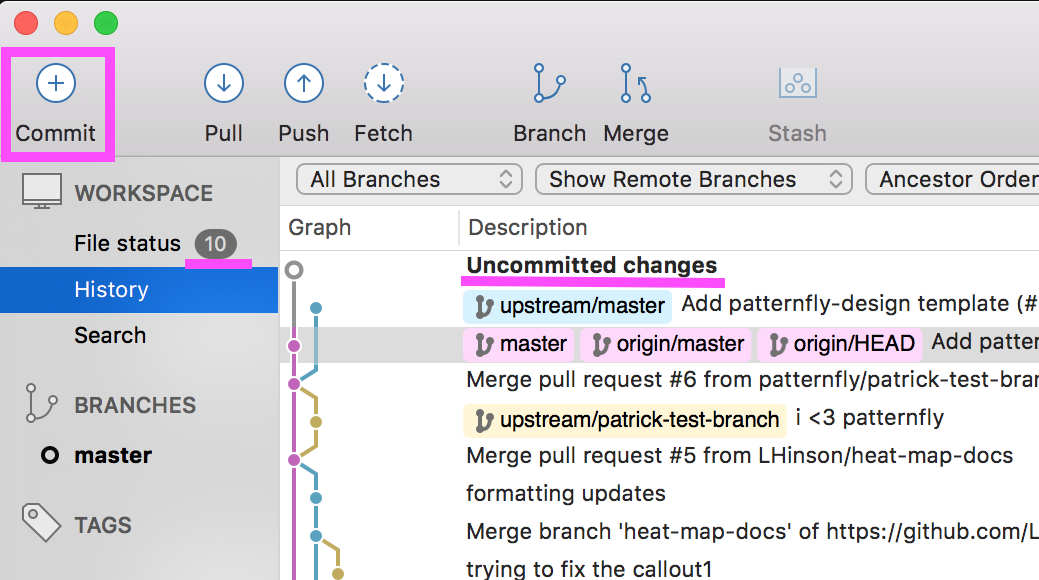 Commit Pull Push Fetch Branch Merge Stash
WORKSPACE
All Branches Show Remote Branches Ancestor Order
File status 10
Graph Description
History
Uncommitted changes
Search
upstream/master Add patternfly-design template (#
master origin/master origin/HEAD Add patter
Merge pull request #6 from patternfly/patrick-test-bran
BRANCHES
upstream/patrick-test-branch i <3 patternfly
master
Merge pull request #5 from LHinson/heat-map-docs
formatting updates
TAGS
Merge branch 'heat-map-docs' of https://github.com/L
trying to fix the callout1